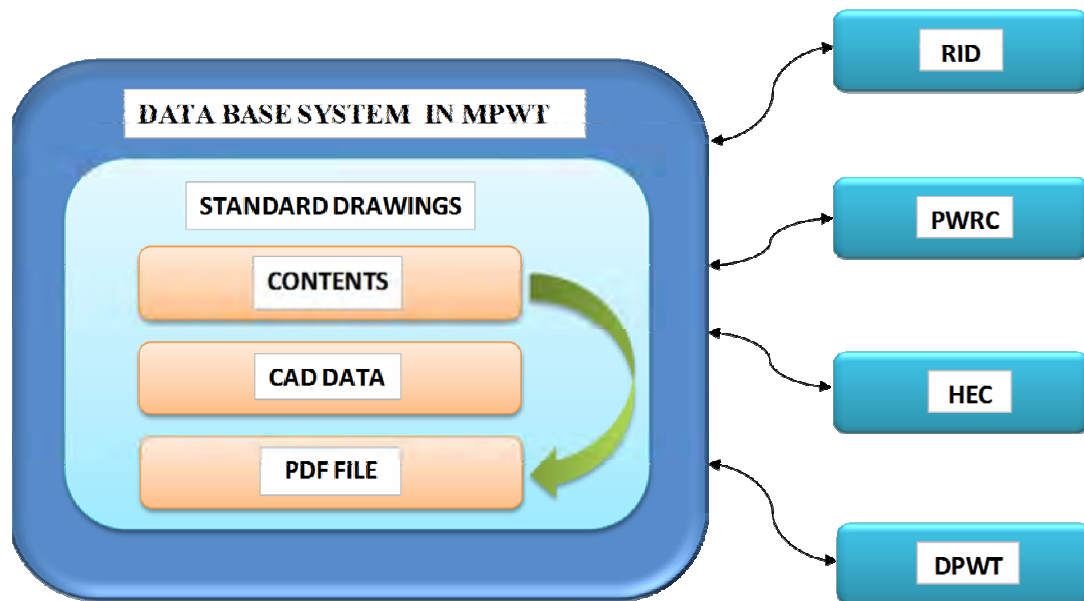 DATA BASE SYSTEM IN MPWT
STANDARD DRAWINGS
CONTENTS
CAD DATA
PDF FILE
RID
PWRC
HEC
DPWT